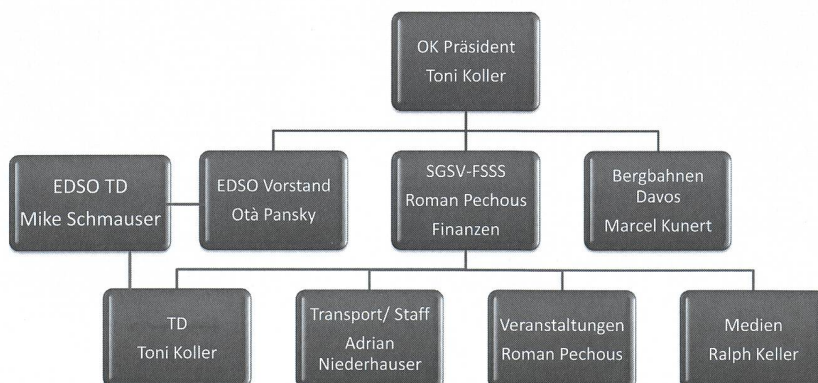 OK Präsident
Toni Koller
EDSO TD
Mike Schmauser
EDSO Vorstand
Otà Pansky
SGSV-FSSS
Roman Pechous
Finanzen
Bergbahnen
Davos
Marcel Kunert
TD
Toni Koller
Transport/ Staff
Adrian
Niederhauser
Veranstaltungen
Roman Pechous
Medien
Ralph Keller